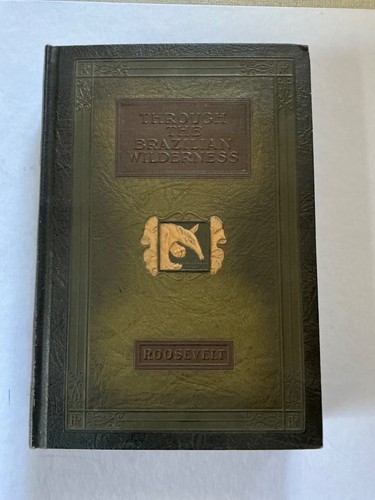 THROUGH
THE
BRAZILIAN
WILDERNESS
ROOSEVELT